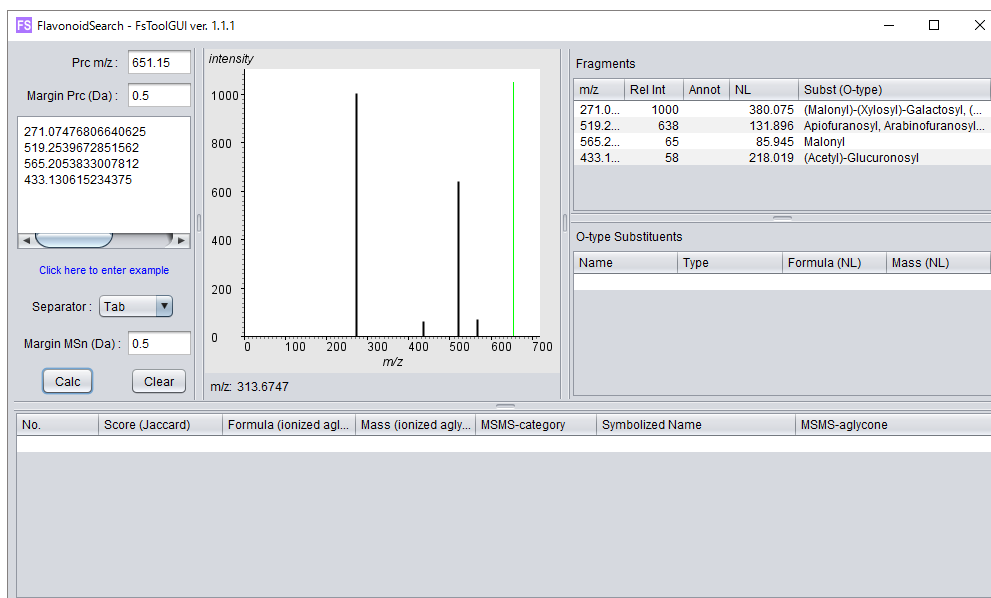 FS FlavonoidSearch - FsToolGUI ver. 1.1.1
Prc m/z : 651.15
Margin Prc (Da) : 0.5
271.07476806640625
519.2539672851562
565.2053833007812
433.130615234375
Click here to enter example
Separator : Tab
Margin MSn (Da) : 0.5
Calc Clear
intensity
1000
800
600
400
200
0
0 100 200 300 400 500 600 700
m/z
m/z: 313.6747
Fragments
m/z Rel Int Annot NL Subst (O-type)
271.0... 1000 380.075 (Malonyl)-(Xylosyl)-Galactosyl, (...
519.2... 638 131.896 Apiofuranosyl, Arabinofuranosyl...
565.2... 65 85.945 Malonyl
433.1... 58 218.019 (Acetyl)-Glucuronosyl
O-type Substituents
Name Type Formula (NL) Mass (NL)
No. Score (Jaccard) Formula (ionized agl... Mass (ionized agly... MSMS-category Symbolized Name MSMS-aglycone